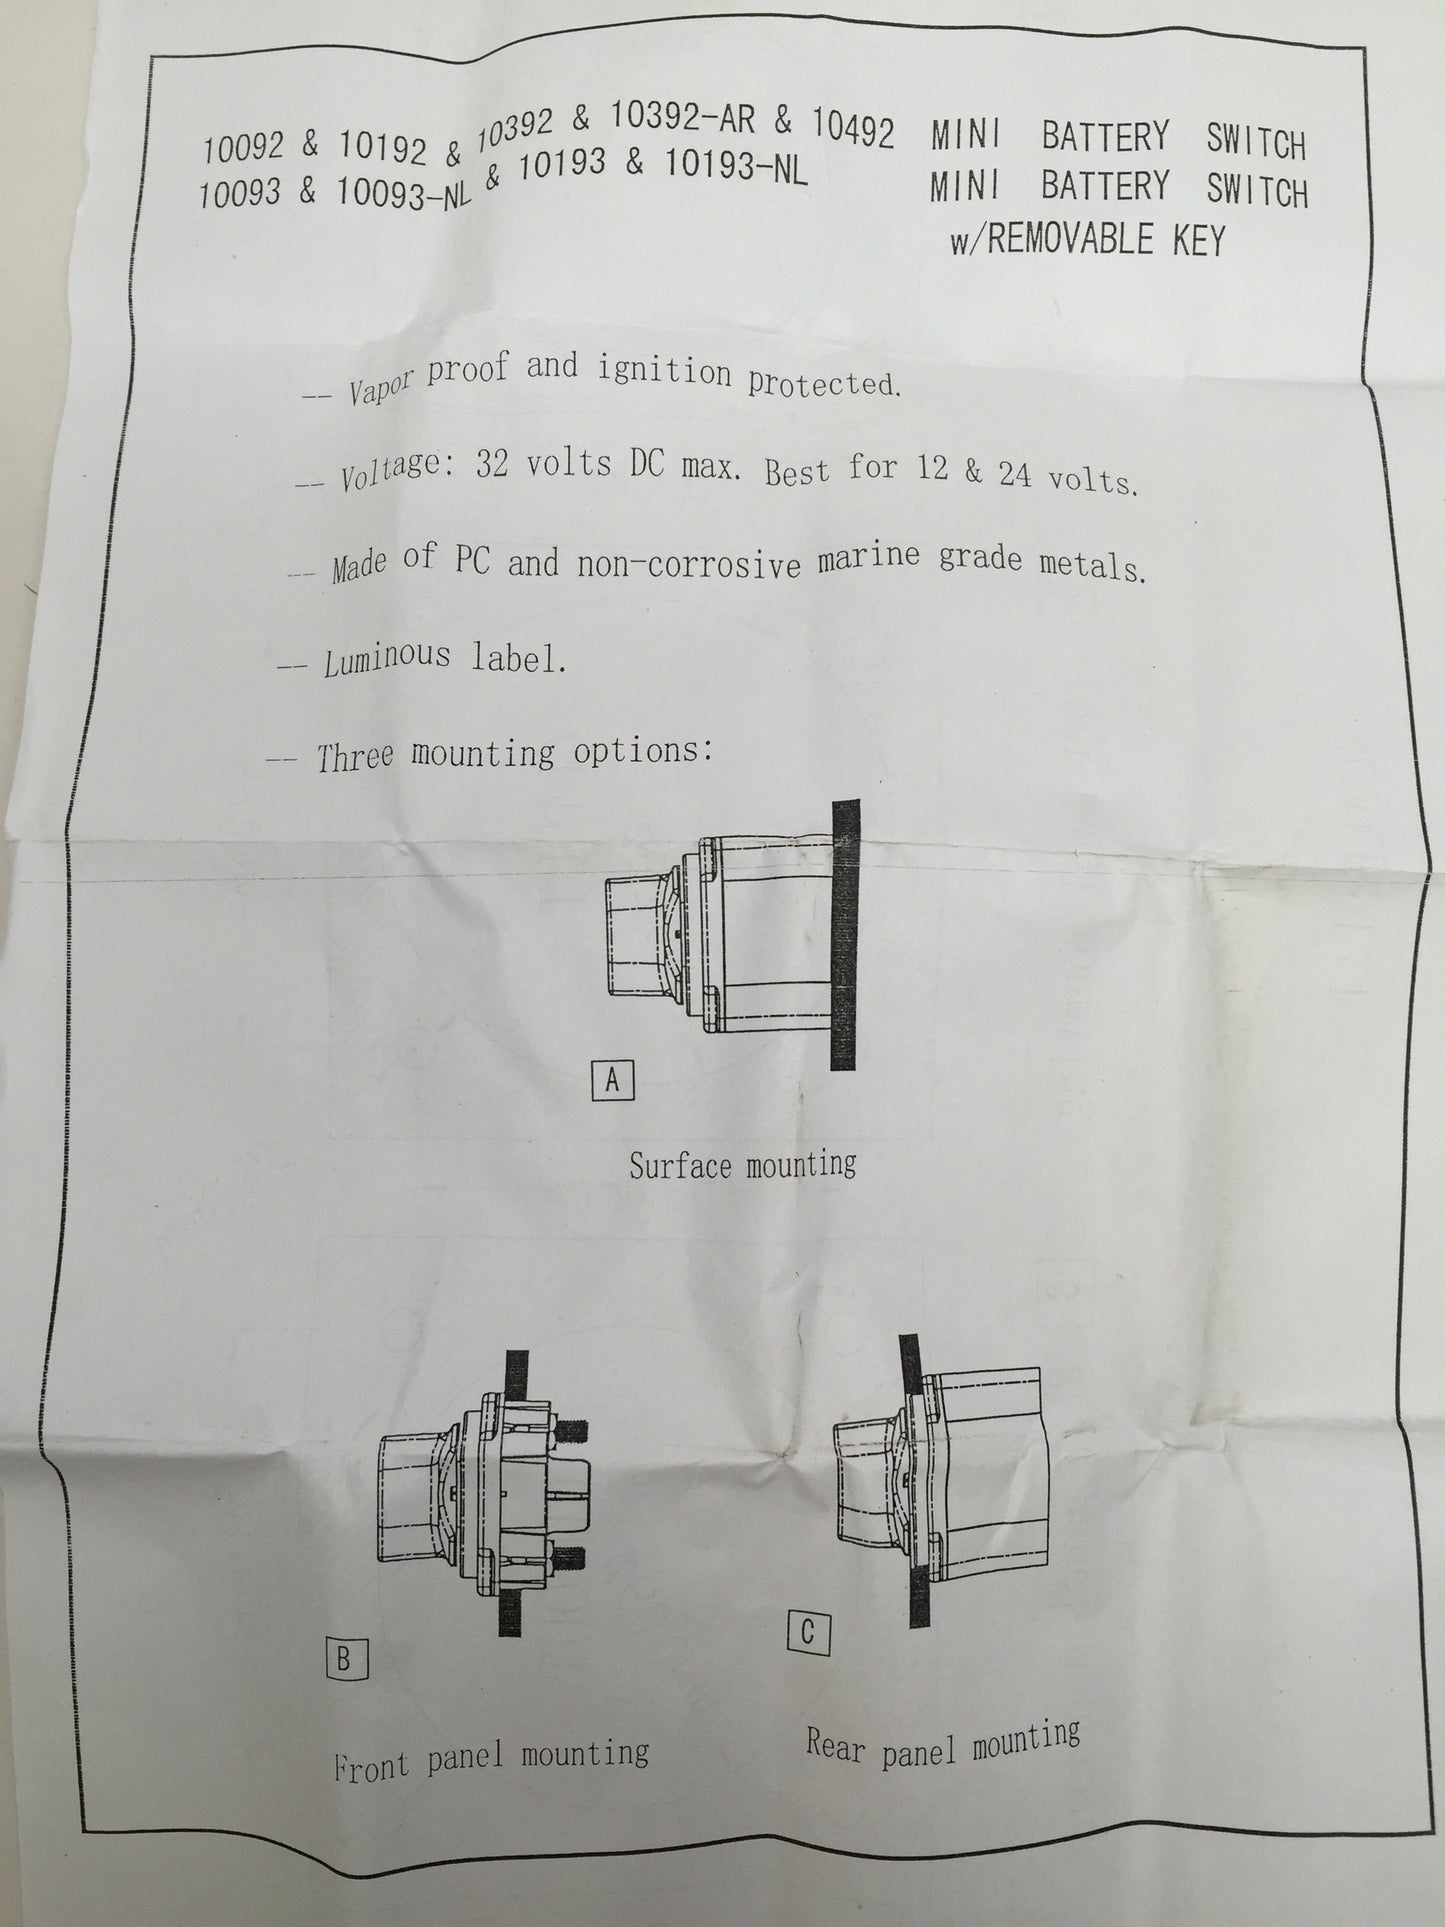 10092 & 10192 & 10392 & 10392-AR & 10492 MINI BATTERY SWITCH
10093 & 10093-NL & 10193 & 10193-NL MINI BATTERY SWITCH
w/REMOVABLE KEY
-- Vapor proof and ignition protected.
-- Voltage: 32 volts DC max. Best for 12 & 24 volts.
-- Made of PC and non-corrosive marine grade metals.
-- Luminous label.
-- Three mounting options:
A
Surface mounting
B
Front panel mounting
C
Rear panel mounting